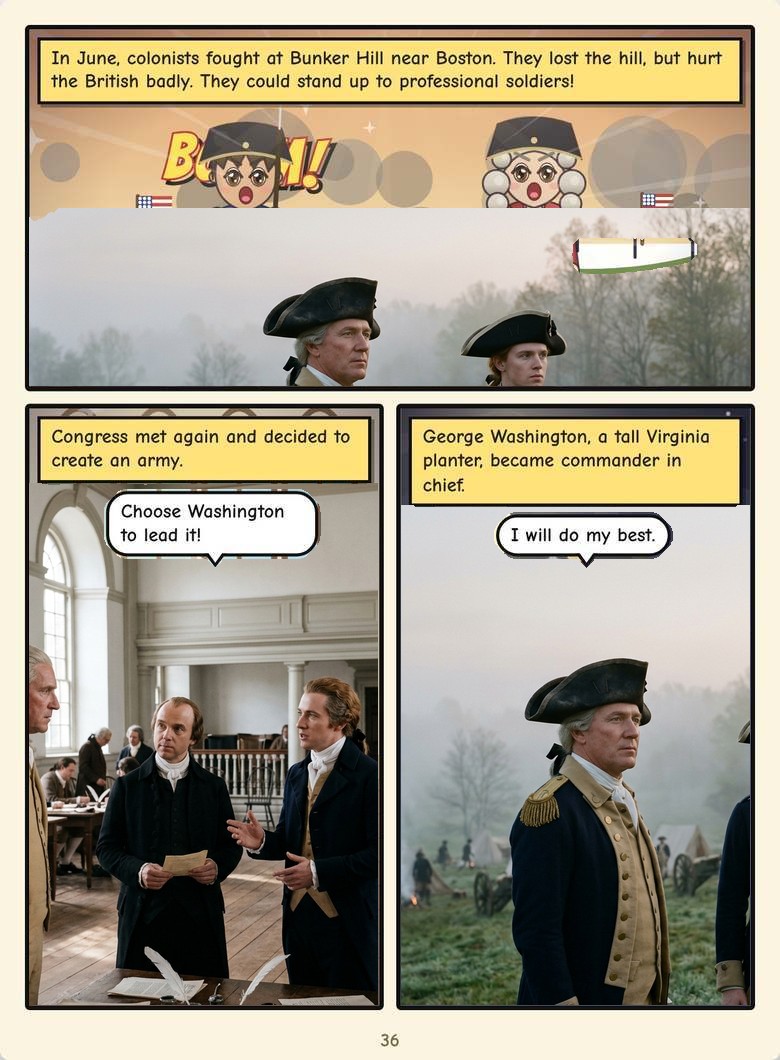 In June, colonists fought at Bunker Hill near Boston. They lost the hill, but hurt
the British badly. They could stand up to professional soldiers!
Congress met again and decided to
create an army.
Choose Washington
to lead it!
George Washington, a tall Virginia
planter, became commander in
chief.
I will do my best.
36